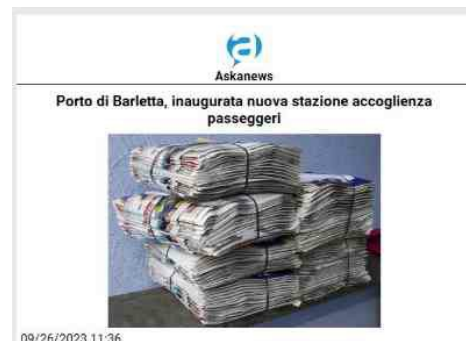 Askanews
Porto di Barletta, inaugurata nuova stazione accoglienza
passeggeri
09/26/2023 11:36